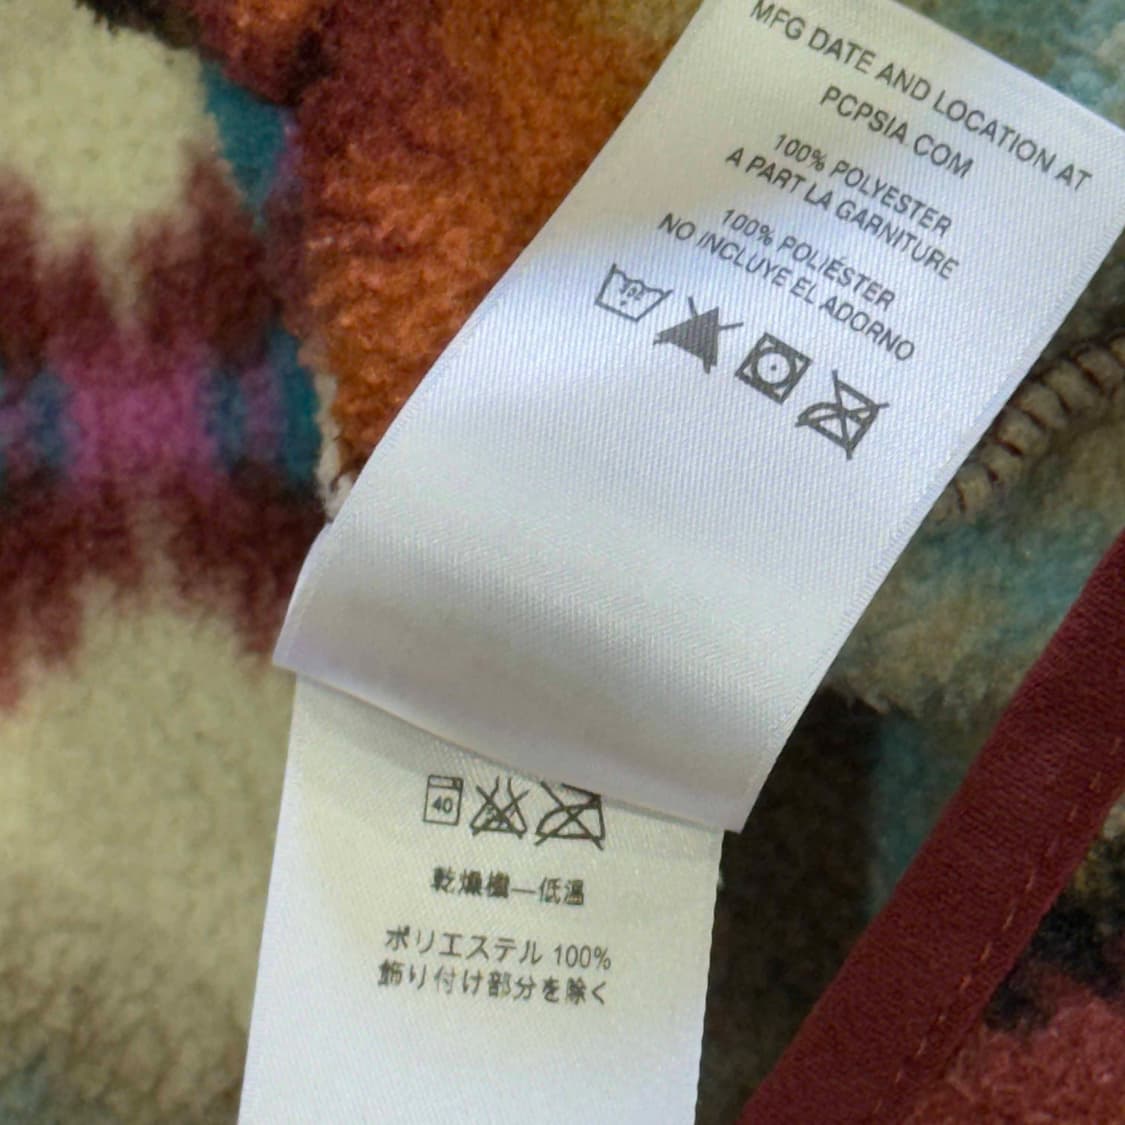 MFG DATE AND LOCATION AT
PCPSIA.COM
100% POLYESTER
A PART LA GARNITURE
100% POLIÉSTER
NO INCLUYE EL ADORNO
40
乾燥機—低温
ポリエステル 100%
飾り付け部分を除く